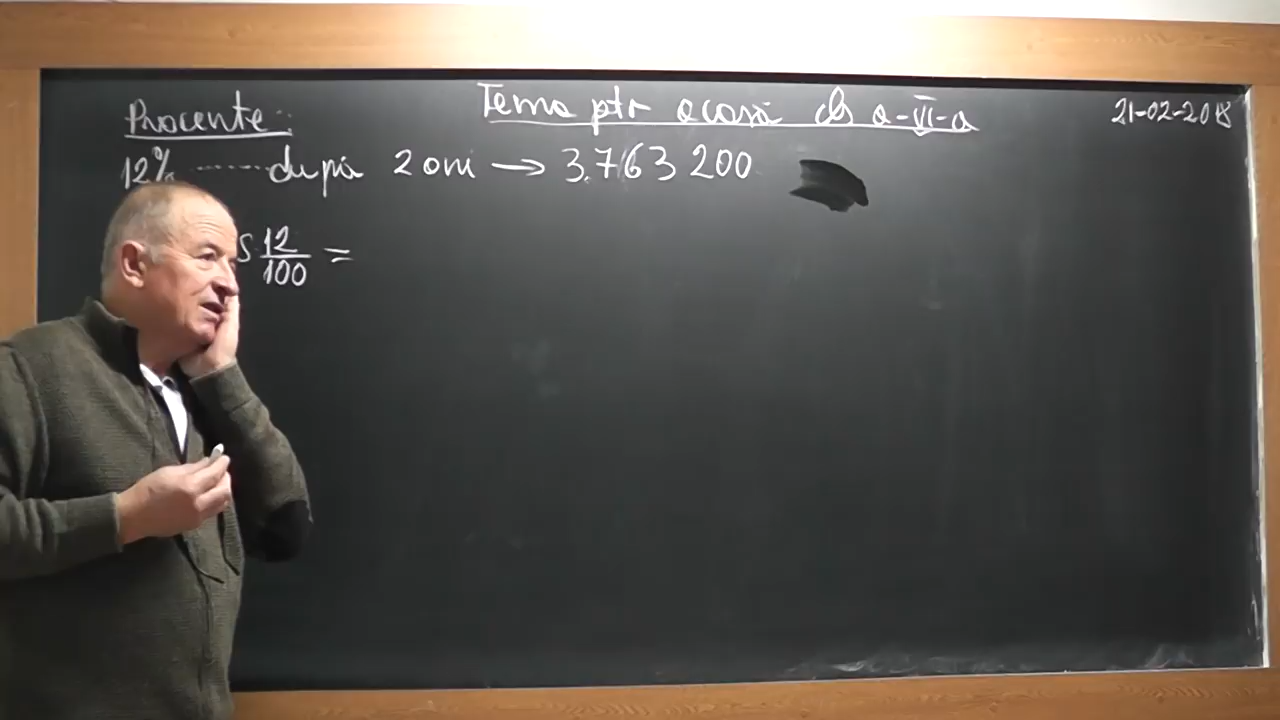 Tema ptr acasă cls a-VI-a
21-02-2018
Procente:
12% ...... după 2 ani → 3.763 200
S 12/100 =